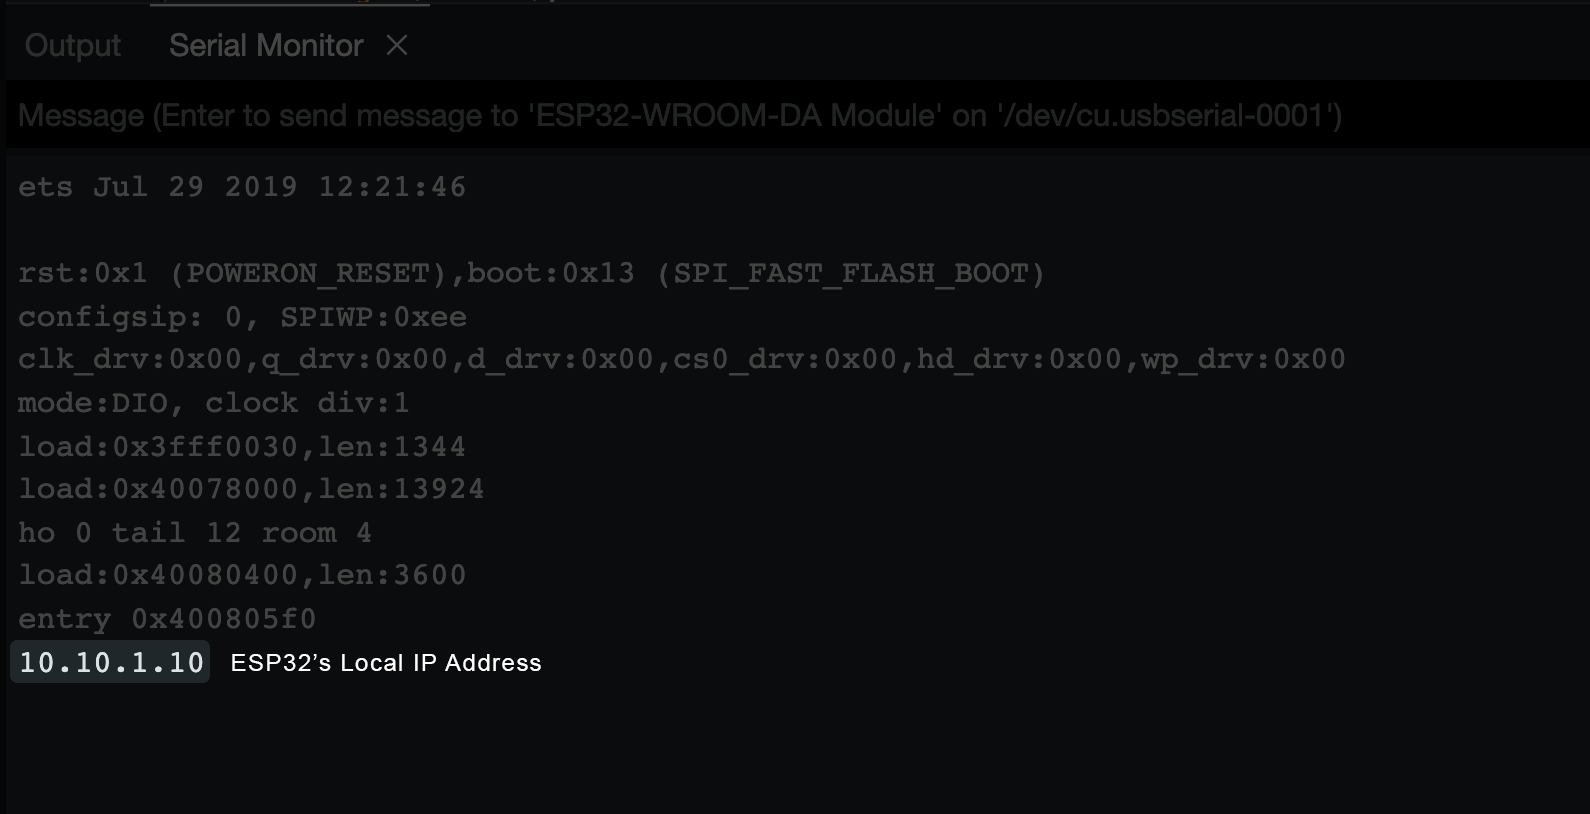 Output Serial Monitor
Message (Enter to send message to 'ESP32-WROOM-DA Module' on '/dev/cu.usbserial-0001')
ets Jul 29 2019 12:21:46
rst:0x1 (POWERON_RESET),boot:0x13 (SPI_FAST_FLASH_BOOT)
configsip: 0, SPIWP:0xee
clk_drv:0x00,q_drv:0x00,d_drv:0x00,cs0_drv:0x00,hd_drv:0x00,wp_drv:0x00
mode:DIO, clock div:1
load:0x3fff0030,len:1344
load:0x40078000,len:13924
ho 0 tail 12 room 4
load:0x40080400,len:3600
entry 0x400805f0
10.10.1.10 ESP32’s Local IP Address